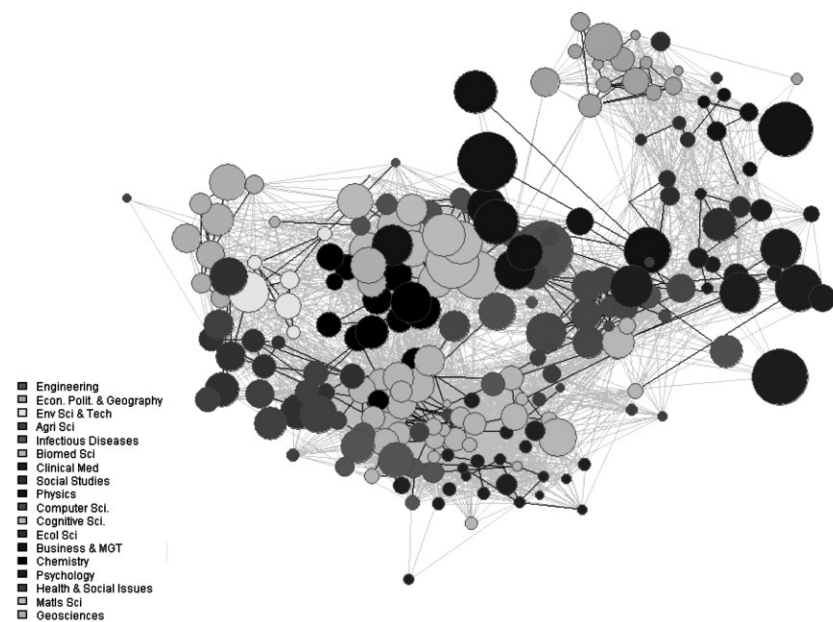 Engineering
Econ. Polit. & Geography
Env Sci & Tech
Agri Sci
Infectious Diseases
Biomed Sci
Clinical Med
Social Studies
Physics
Computer Sci.
Cognitive Sci.
Ecol Sci
Business & MGT
Chemistry
Psychology
Health & Social Issues
Matls Sci
Geosciences